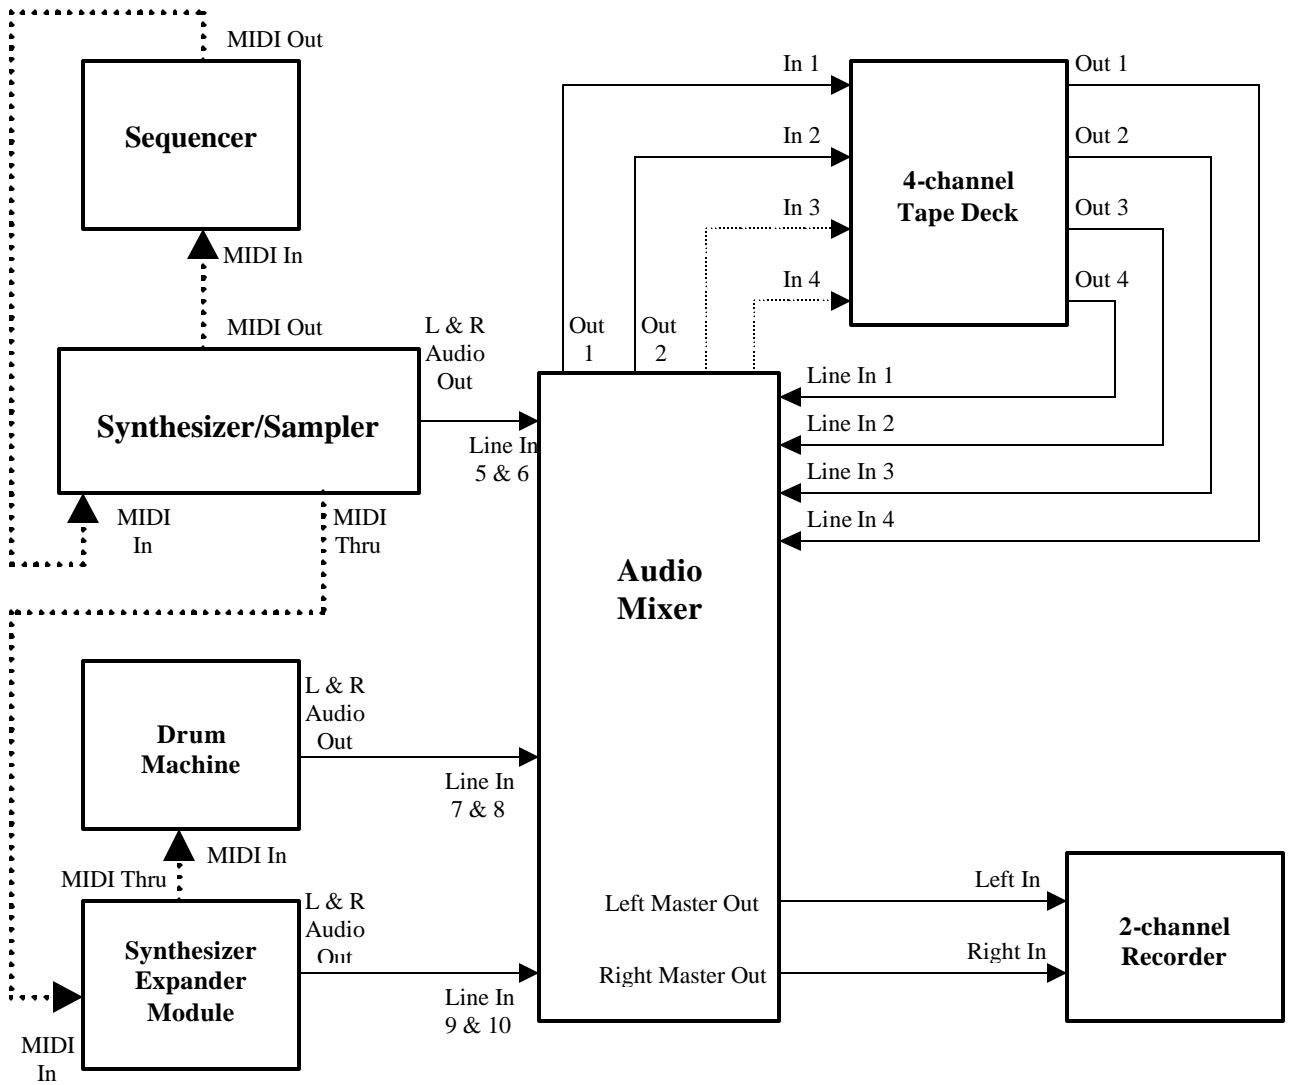 MIDI Out
Sequencer
MIDI In
MIDI Out
Synthesizer/Sampler
L & R
Audio
Out
Line In
5 & 6
MIDI
In
MIDI
Thru
Drum
Machine
L & R
Audio
Out
Line In
7 & 8
MIDI In
MIDI Thru
Synthesizer
Expander
Module
L & R
Audio
Out
Line In
9 & 10
MIDI
In
In 1
In 2
In 3
In 4
4-channel
Tape Deck
Out 1
Out 2
Out 3
Out 4
Out
1
Out
2
Line In 1
Line In 2
Line In 3
Line In 4
Audio
Mixer
Left Master Out
Right Master Out
Left In
Right In
2-channel
Recorder